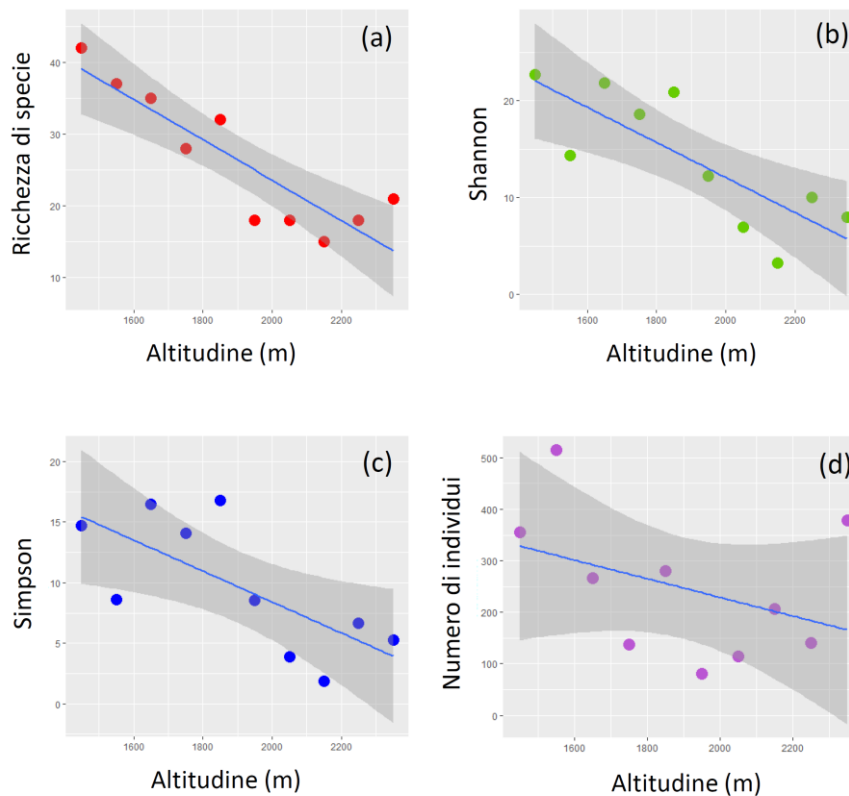 (a)
Ricchezza di specie
40
30
20
10
1600 1800 2000 2200
Altitudine (m)
(b)
Shannon
20
10
0
1600 1800 2000 2200
Altitudine (m)
(c)
Simpson
20
15
10
5
0
1600 1800 2000 2200
Altitudine (m)
(d)
Numero di individui
500
400
300
200
100
0
1600 1800 2000 2200
Altitudine (m)